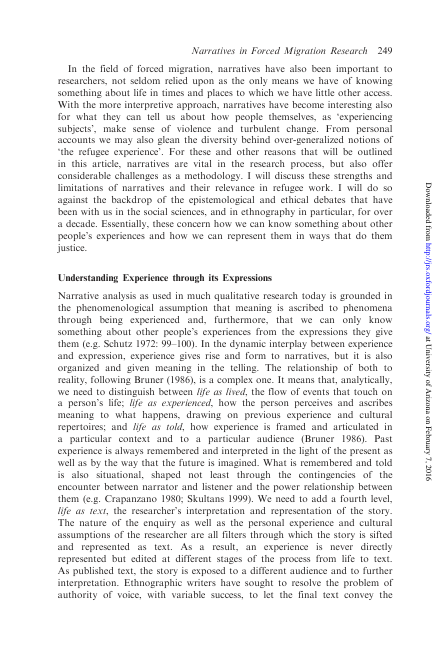 Narratives in Forced Migration Research 249
In the field of forced migration, narratives have also been important to
researchers, not seldom relied upon as the only means we have of knowing
something about life in times and places to which we have little other access.
With the more interpretive approach, narratives have become interesting also
for what they can tell us about how people themselves, as ‘experiencing
subjects’, make sense of violence and turbulent change. From personal
accounts we may also glean the diversity behind over-generalized notions of
‘the refugee experience’. For these and other reasons that will be outlined
in this article, narratives are vital in the research process, but also offer
considerable challenges as a methodology. I will discuss these strengths and
limitations of narratives and their relevance in refugee work. I will do so
against the backdrop of the epistemological and ethical debates that have
been with us in the social sciences, and in ethnography in particular, for over
a decade. Essentially, these concern how we can know something about other
people’s experiences and how we can represent them in ways that do them
justice.
Understanding Experience through its Expressions
Narrative analysis as used in much qualitative research today is grounded in
the phenomenological assumption that meaning is ascribed to phenomena
through being experienced and, furthermore, that we can only know
something about other people’s experiences from the expressions they give
them (e.g. Schutz 1972: 99–100). In the dynamic interplay between experience
and expression, experience gives rise and form to narratives, but it is also
organized and given meaning in the telling. The relationship of both to
reality, following Bruner (1986), is a complex one. It means that, analytically,
we need to distinguish between life as lived, the flow of events that touch on
a person’s life; life as experienced, how the person perceives and ascribes
meaning to what happens, drawing on previous experience and cultural
repertoires; and life as told, how experience is framed and articulated in
a particular context and to a particular audience (Bruner 1986). Past
experience is always remembered and interpreted in the light of the present as
well as by the way that the future is imagined. What is remembered and told
is also situational, shaped not least through the contingencies of the
encounter between narrator and listener and the power relationship between
them (e.g. Crapanzano 1980; Skultans 1999). We need to add a fourth level,
life as text, the researcher’s interpretation and representation of the story.
The nature of the enquiry as well as the personal experience and cultural
assumptions of the researcher are all filters through which the story is sifted
and represented as text. As a result, an experience is never directly
represented but edited at different stages of the process from life to text.
As published text, the story is exposed to a different audience and to further
interpretation. Ethnographic writers have sought to resolve the problem of
authority of voice, with variable success, to let the final text convey the
Downloaded from http://jrs.oxfordjournals.org/ at University of Arizona on February 7, 2016